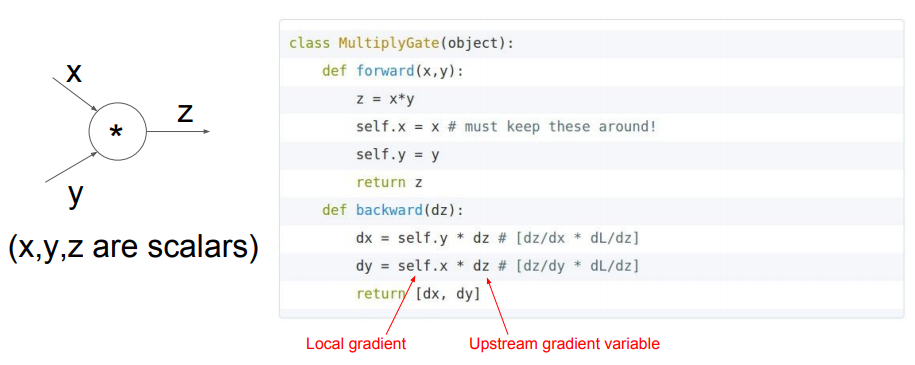 x
*
z
y
(x,y,z are scalars)
class MultiplyGate(object):
    def forward(x,y):
        z = x*y
        self.x = x # must keep these around!
        self.y = y
        return z
    def backward(dz):
        dx = self.y * dz # [dz/dx * dL/dz]
        dy = self.x * dz # [dz/dy * dL/dz]
        return [dx, dy]
Local gradient
Upstream gradient variable